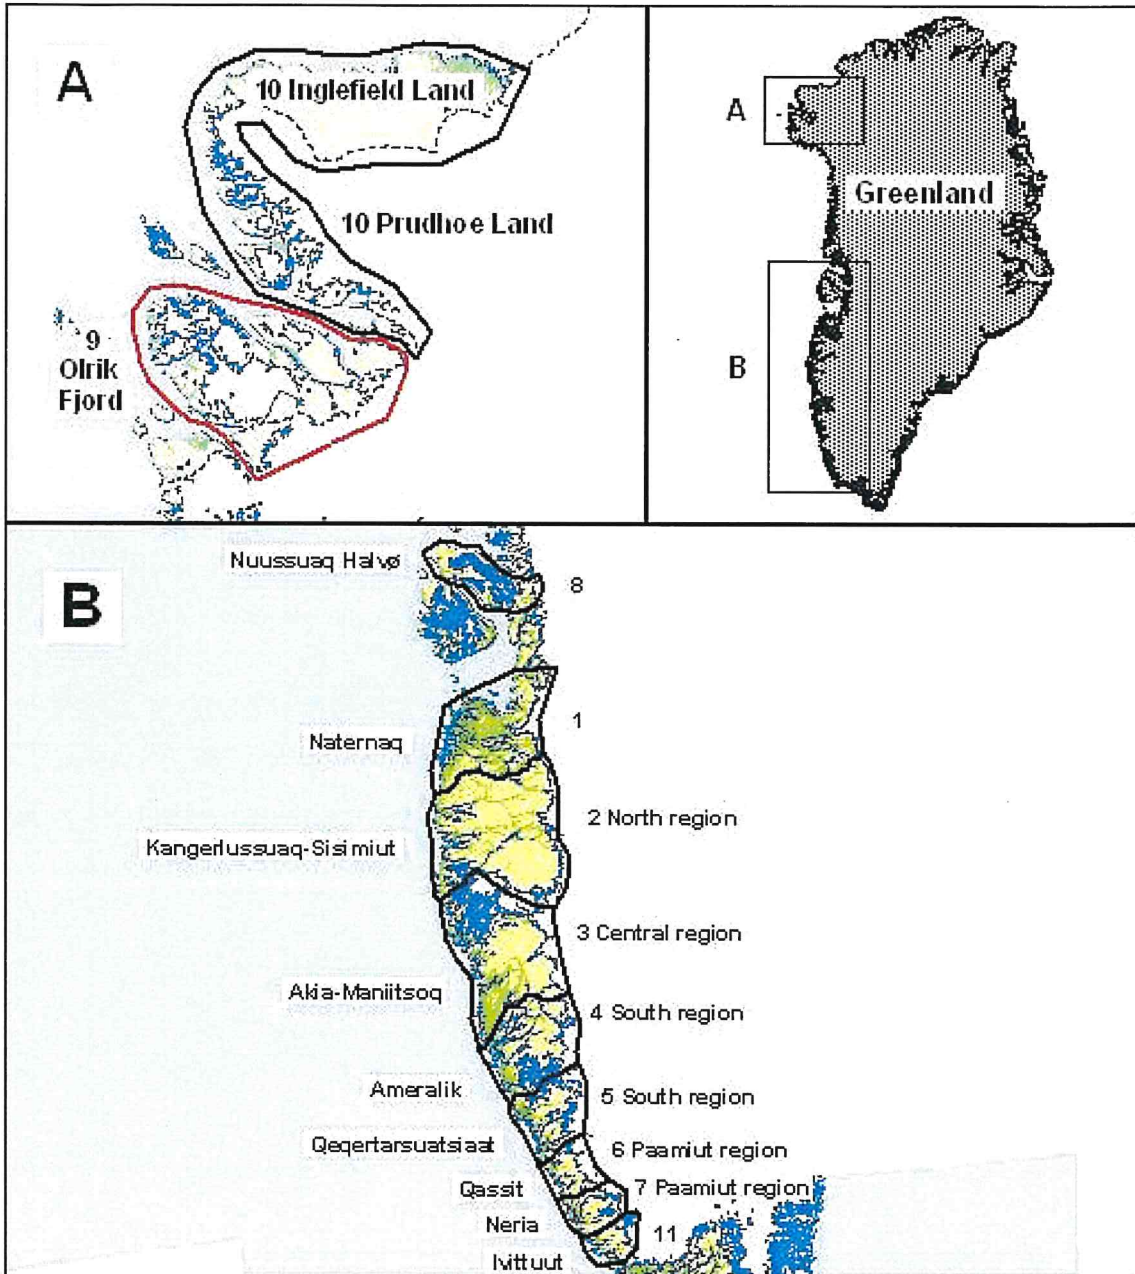 A
10 Inglefield Land
10 Prudhoe Land
9
Olrik
Fjord
A
Greenland
B
B
Nuussuaq Halvø
8
1
Naternaq
2 North region
Kangerlussuaq-Sisimiut
3 Central region
Akia-Maniitsoq
4 South region
Ameralik
5 South region
Qeqertarsuatsiaat
6 Paamiut region
Qassit
7 Paamiut region
Neria
11
Ivittuut